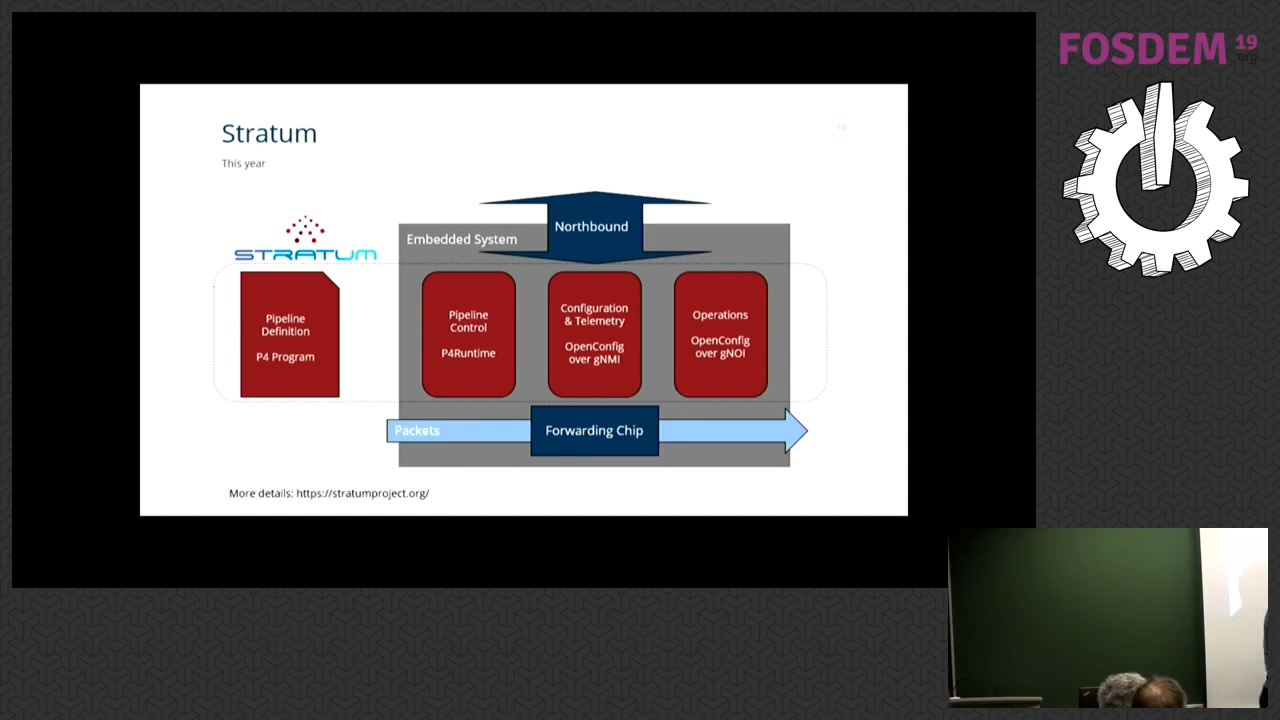 FOSDEM 19
.org
Stratum
16
This year
Northbound
Embedded System
STRATUM
Pipeline
Definition
P4 Program
Pipeline
Control
P4Runtime
Configuration
& Telemetry
OpenConfig
over gNMI
Operations
OpenConfig
over gNOI
Packets
Forwarding Chip
More details: https://stratumproject.org/